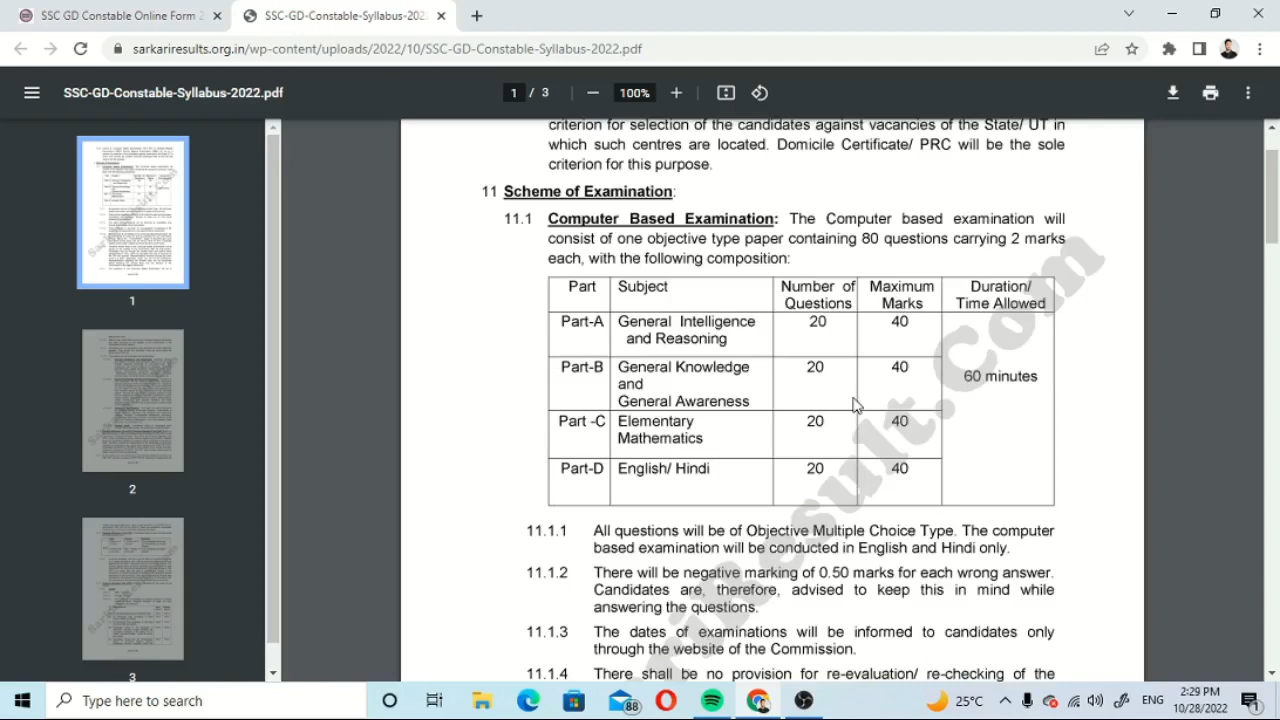 SSC GD Constable Online Form 2
SSC-GD-Constable-Syllabus-202
sarkariresults.org.in/wp-content/uploads/2022/10/SSC-GD-Constable-Syllabus-2022.pdf
SSC-GD-Constable-Syllabus-2022.pdf
1 / 3
100%
criterion for selection of the candidates against vacancies of the State/ UT in
which such centres are located. Domicile Certificate/ PRC will be the sole
criterion for this purpose.
11 Scheme of Examination:
11.1 Computer Based Examination: The Computer based examination will
consist of one objective type paper containing 80 questions carrying 2 marks
with the following composition:
Part Subject Number of Questions Maximum Marks Duration/ Time Allowed
Part-A General Intelligence and Reasoning 20 40
60 minutes
Part-B General Knowledge and General Awareness 20 40
Part -C Elementary Mathematics 20 40
Part-D English/ Hindi 20 40
All questions will be of Objective Multiple Choice Type. The computer
based examination will be conducted in English and Hindi only.
11.1.2 There will be negative marking of 0.50 marks for each wrong answer.
Candidates are, therefore, advised to keep this in mind while
answering the questions.
11.1.3 The dates of examinations will be informed to candidates only
through the website of the Commission.
11.1.4 There shall be no provision for re-evaluation/ re-checking of the
1
2
3
Type here to search
88
25°C
ENG
2:29 PM
10/28/2022
1